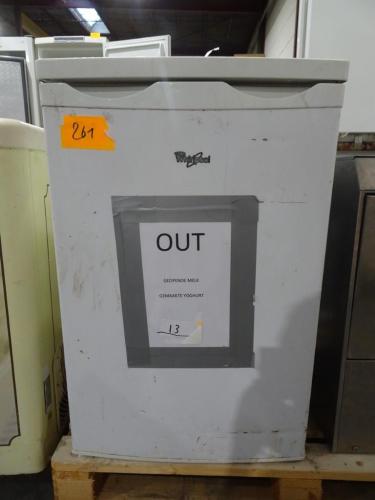 261
Whirlpool
OUT
GEOPENDE MELK
GEMAAKTE YOGHURT
13